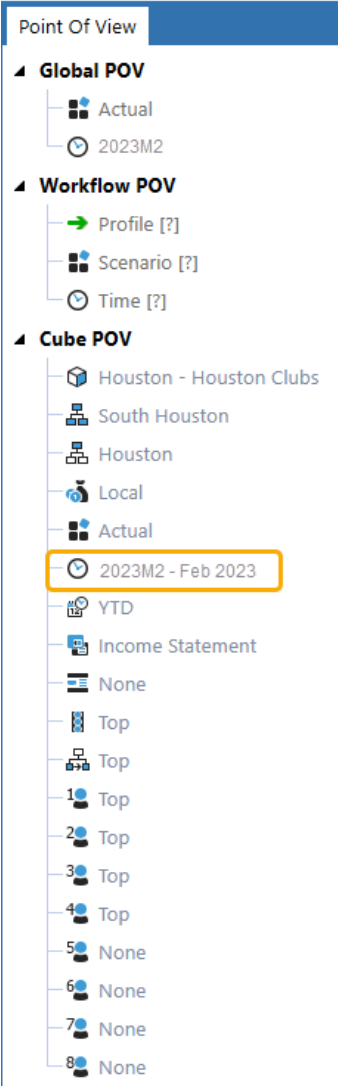 Point Of View
Global POV
Actual
2023M2
Workflow POV
Profile [?]
Scenario [?]
Time [?]
Cube POV
Houston - Houston Clubs
South Houston
Houston
Local
Actual
2023M2 - Feb 2023
12 YTD
Income Statement
None
Top
Top
1 Top
2 Top
3 Top
4 Top
5 None
6 None
7 None
8 None